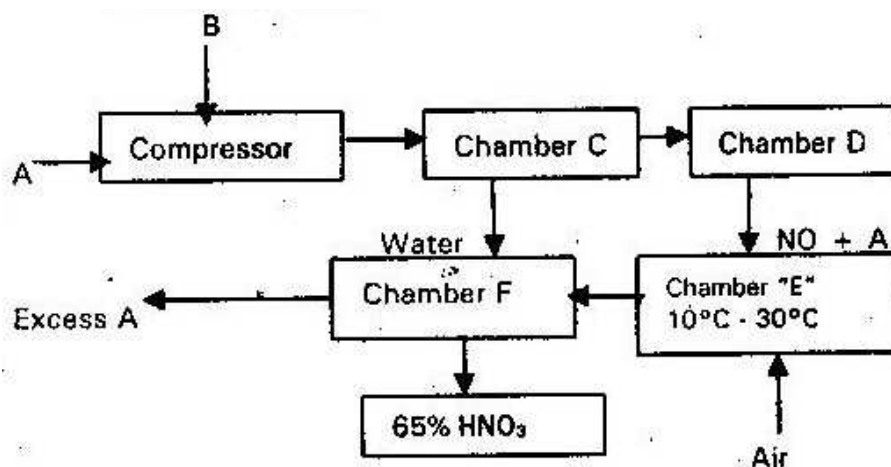 B
A
Compressor
Chamber C
Chamber D
Water
NO + A
Chamber F
Chamber "E"
10°C - 30°C
Excess A
65% HNO₃
Air